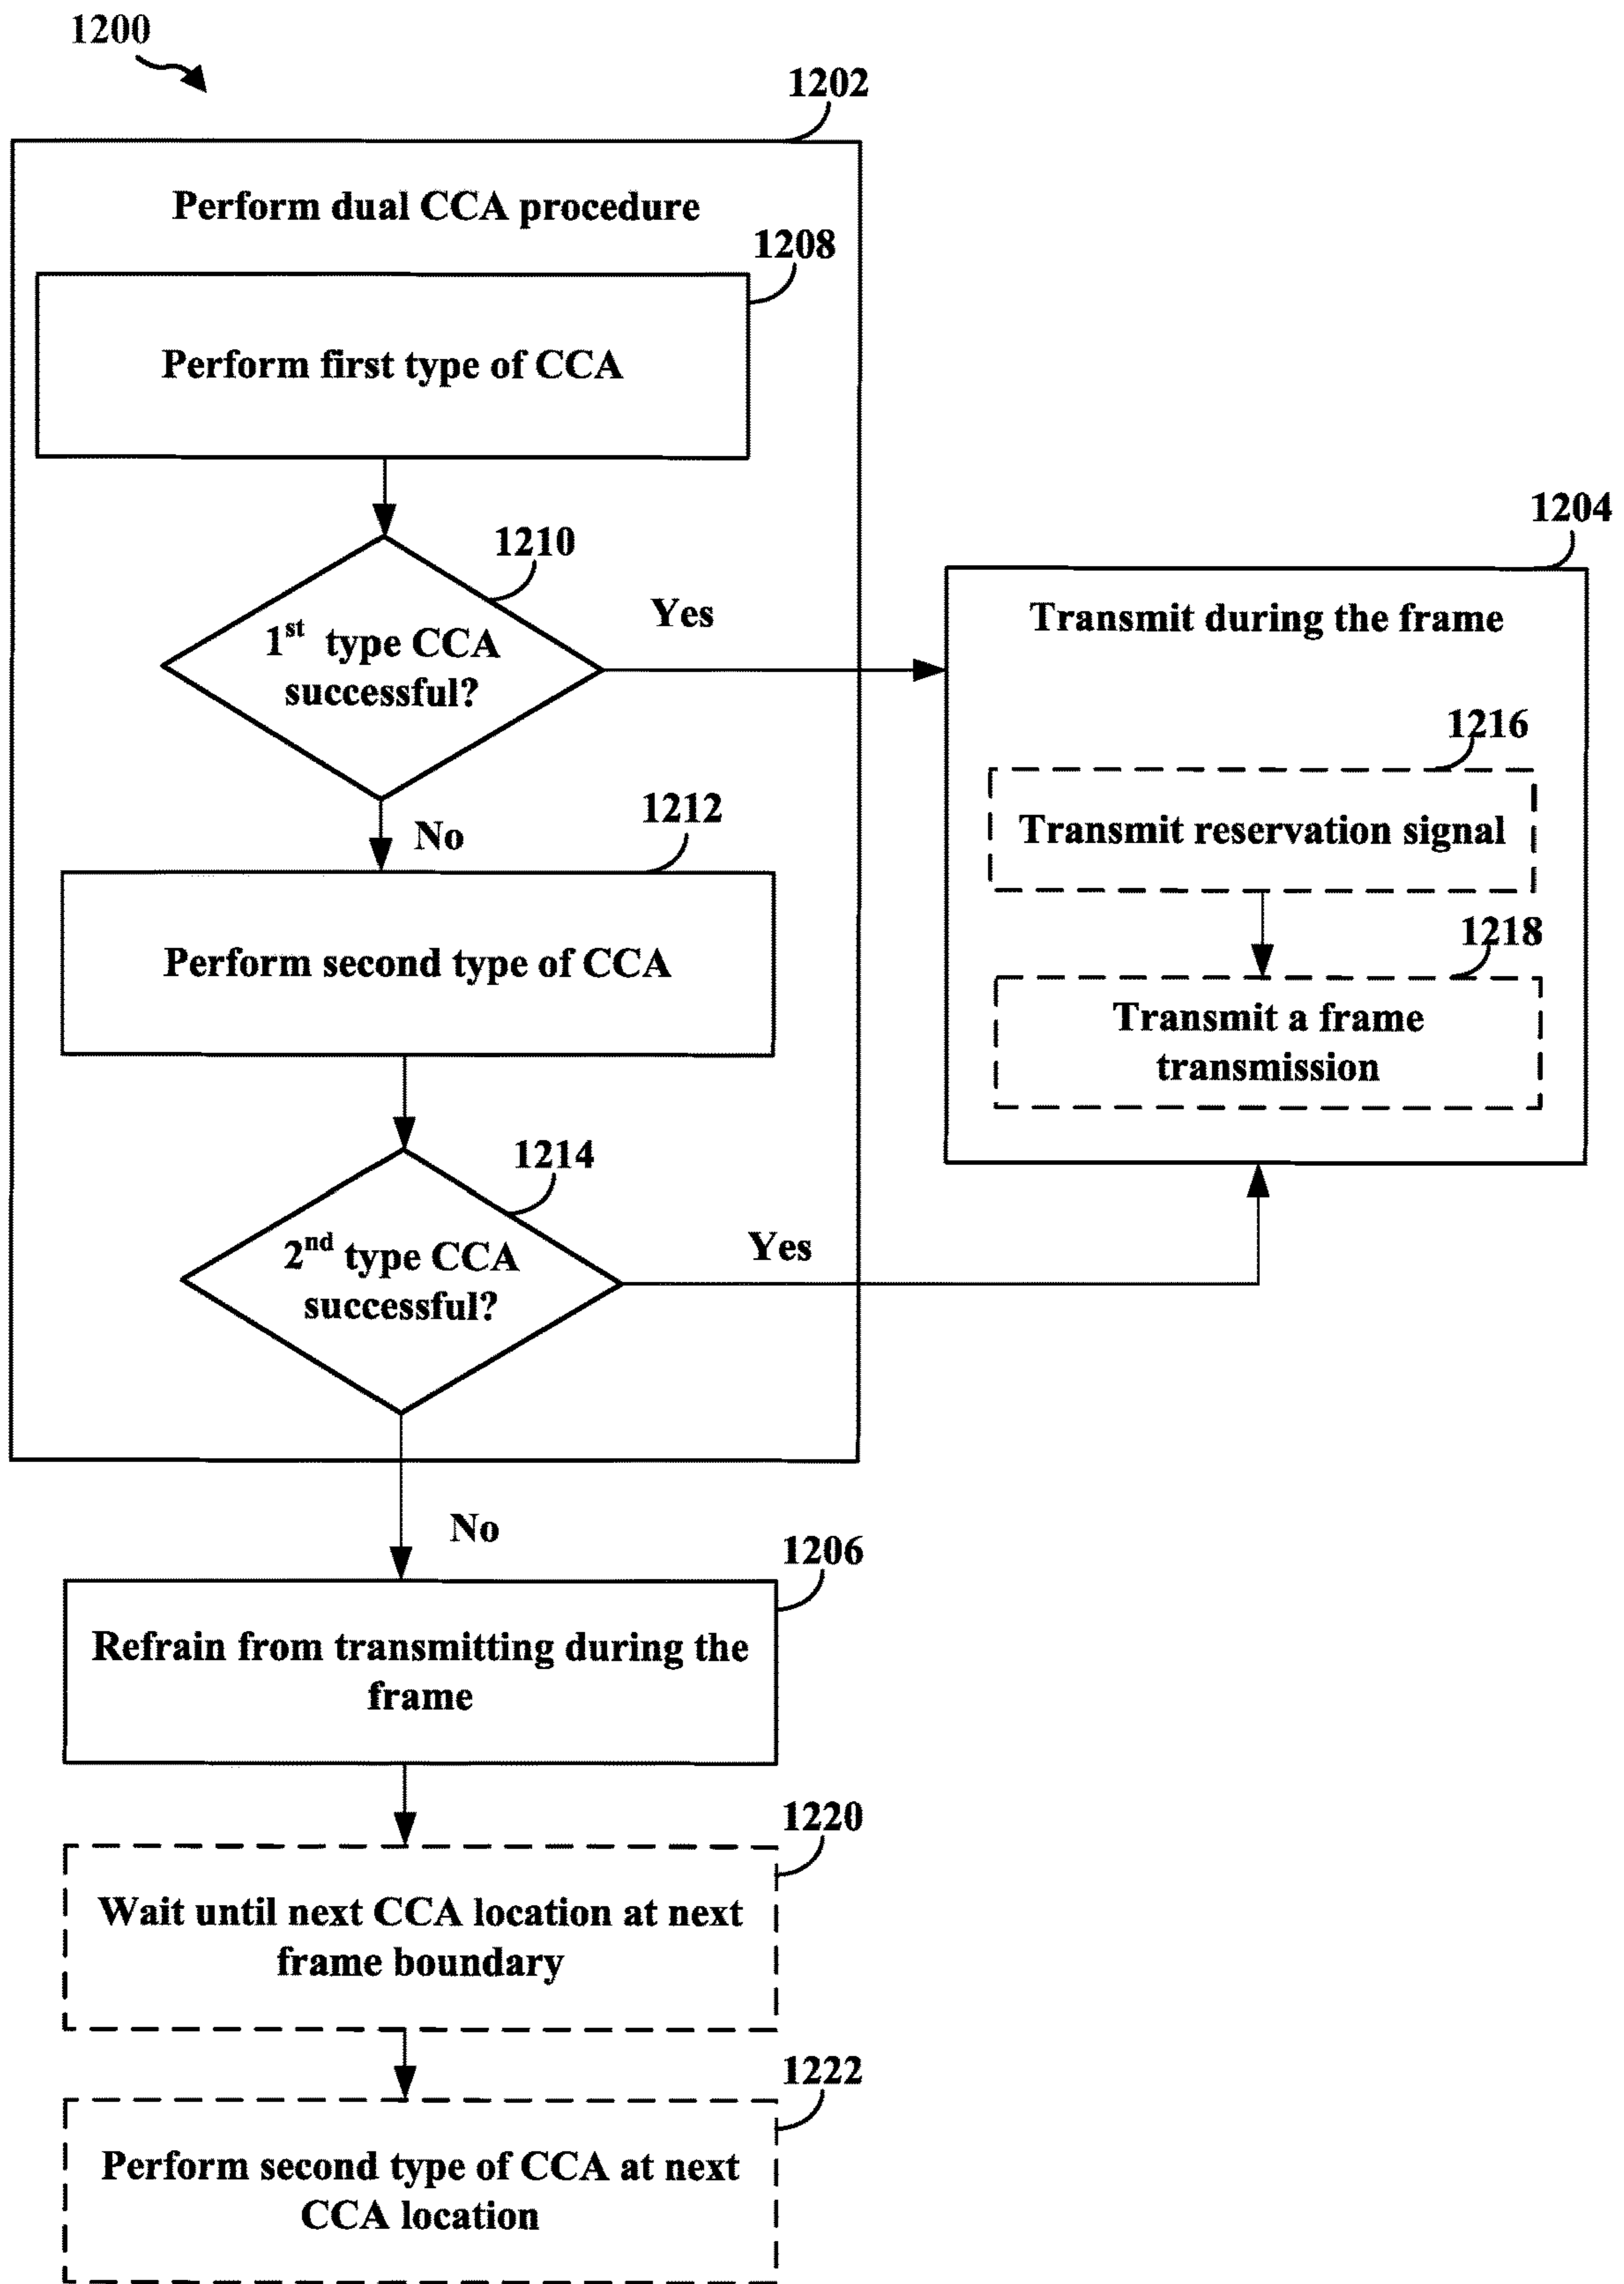 1200
1202
Perform dual CCA procedure
1208
Perform first type of CCA
1210
1st type CCA
successful?
Yes
1204
Transmit during the frame
1216
Transmit reservation signal
1218
Transmit a frame
transmission
No
1212
Perform second type of CCA
1214
2nd type CCA
successful?
Yes
No
1206
Refrain from transmitting during the
frame
1220
Wait until next CCA location at next
frame boundary
1222
Perform second type of CCA at next
CCA location